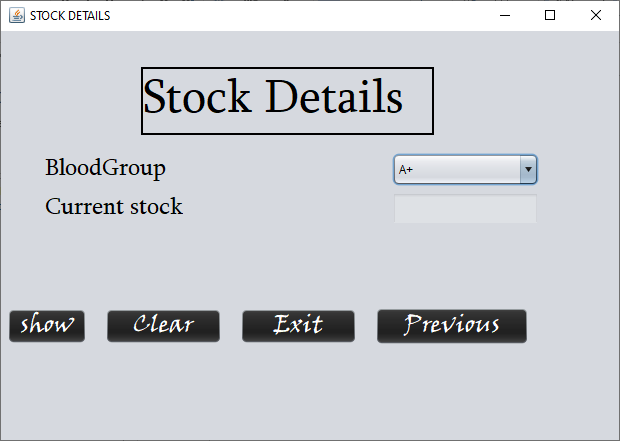 STOCK DETAILS
Stock Details
BloodGroup
A+
Current stock
show Clear Exit Previous